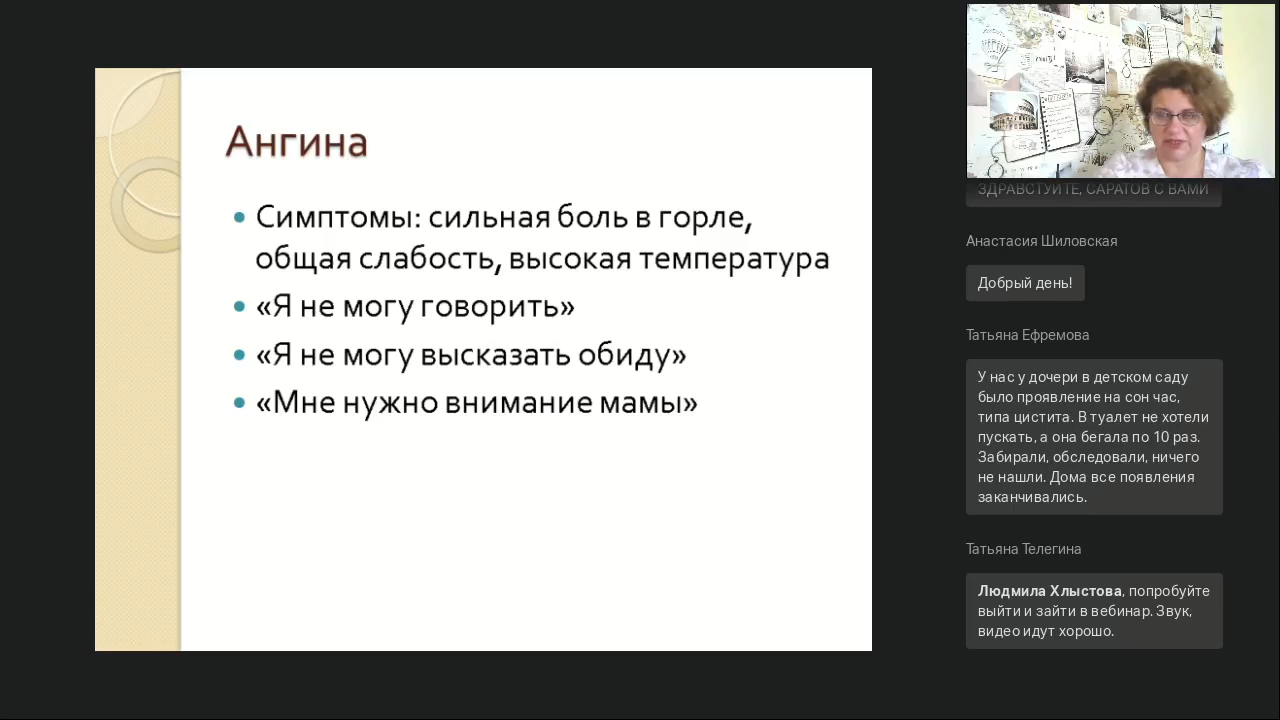 Ангина
• Симптомы: сильная боль в горле,
общая слабость, высокая температура
• «Я не могу говорить»
• «Я не могу высказать обиду»
• «Мне нужно внимание мамы»
ЗДРАВСТУЙТЕ, САРАТОВ С ВАМИ
Анастасия Шиловская
Добрый день!
Татьяна Ефремова
У нас у дочери в детском саду
было проявление на сон час,
типа цистита. В туалет не хотели
пускать, а она бегала по 10 раз.
Забирали, обследовали, ничего
не нашли. Дома все появления
заканчивались.
Татьяна Телегина
Людмила Хлыстова, попробуйте
выйти и зайти в вебинар. Звук,
видео идут хорошо.